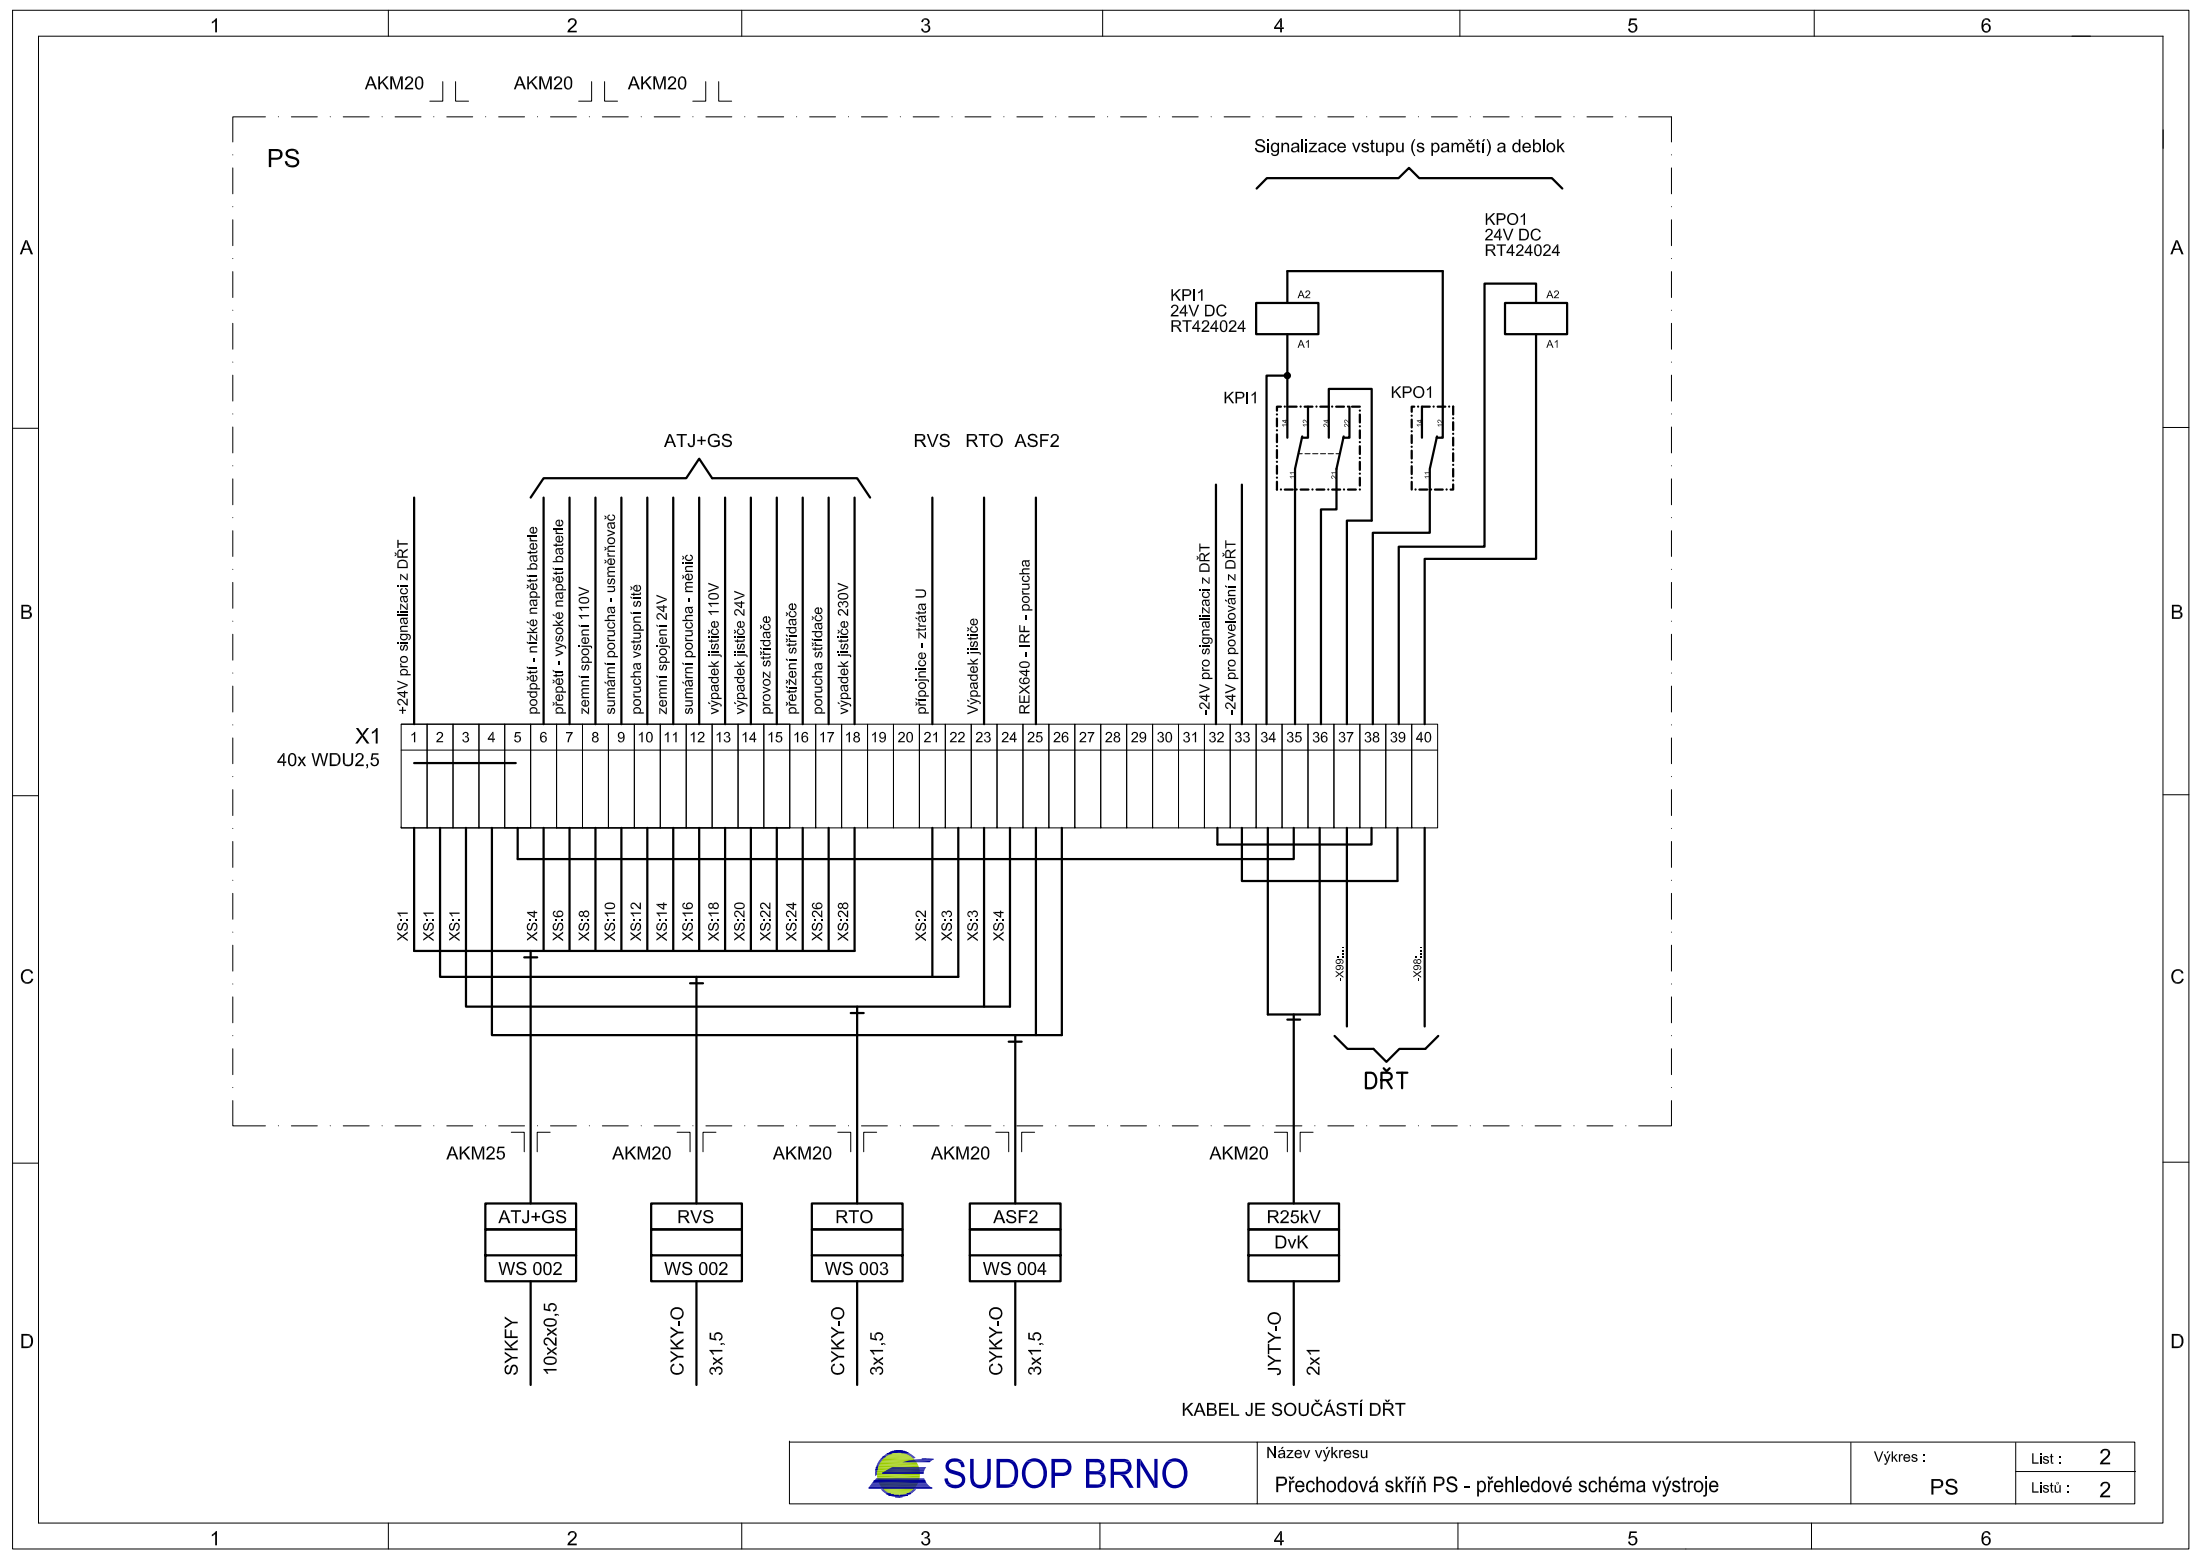 1 2 3 4 5 6
AKM20 AKM20 AKM20
PS
Signalizace vstupu (s pamětí) a deblok
KPO1
24V DC
RT424024
A A
KPI1
24V DC
RT424024
A2 A2
A1 A1
KPI1 KPO1
14 12 24 22 14 12
11 21 11
ATJ+GS RVS RTO ASF2
+24V pro signalizaci z DŘT
podpětí - nízké napětí baterie
přepětí - vysoké napětí baterie
zemní spojení 110V
sumární porucha - usměrňovač
porucha vstupní sítě
zemní spojení 24V
sumární porucha - měnič
výpadek jističe 110V
výpadek jističe 24V
provoz střídače
přetížení střídače
porucha střídače
výpadek jističe 230V
přípojnice - ztráta U
Výpadek jističe
REX640 - IRF - porucha
-24V pro signalizaci z DŘT
-24V pro povelování z DŘT
B B
X1
40x WDU2,5
1 2 3 4 5 6 7 8 9 10 11 12 13 14 15 16 17 18 19 20 21 22 23 24 25 26 27 28 29 30 31 32 33 34 35 36 37 38 39 40
XS:1 XS:1 XS:1 XS:4 XS:6 XS:8 XS:10 XS:12 XS:14 XS:16 XS:18 XS:20 XS:22 XS:24 XS:26 XS:28 XS:2 XS:3 XS:3 XS:4
-X99:... -X98:...
C C
DŘT
AKM25 AKM20 AKM20 AKM20 AKM20
ATJ+GS RVS RTO ASF2 R25kV
DvK
WS 002 WS 002 WS 003 WS 004
SYKFY 10x2x0,5
CYKY-O 3x1,5
CYKY-O 3x1,5
CYKY-O 3x1,5
JYTY-O 2x1
D D
KABEL JE SOUČÁSTÍ DŘT
SUDOP BRNO
Název výkresu
Přechodová skříň PS - přehledové schéma výstroje
Výkres :
PS
List : 2
Listů : 2
1 2 3 4 5 6